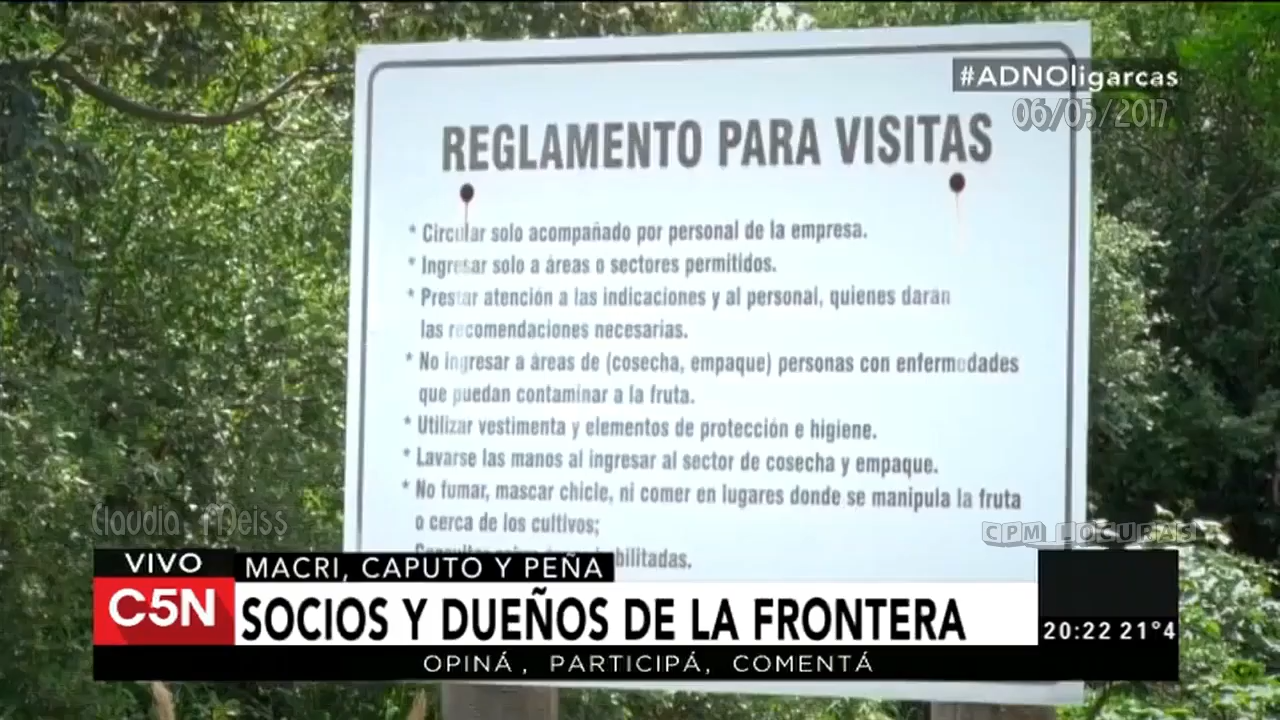 #ADNOligarcas
06/05/2017
REGLAMENTO PARA VISITAS
* Circular solo acompañado por personal de la empresa.
* Ingresar solo a áreas o sectores permitidos.
* Prestar atención a las indicaciones y al personal, quienes daran
las recomendaciones necesarias.
* No ingresar a áreas de (cosecha, empaque) personas con enfermedades
que puedan contaminar a la fruta.
* Utilizar vestimenta y elementos de protección e higiene.
* Lavarse las manos al ingresar al sector de cosecha y empaque.
* No fumar, mascar chicle, ni comer en lugares donde se manipula la fruta
o cerca de los cultivos;
Claudia
CPM LOCURAS
VIVO
MACRI, CAPUTO Y PEÑA
C5N
SOCIOS Y DUEÑOS DE LA FRONTERA
20:22 21°4
OPINÁ, PARTICIPÁ, COMENTÁ